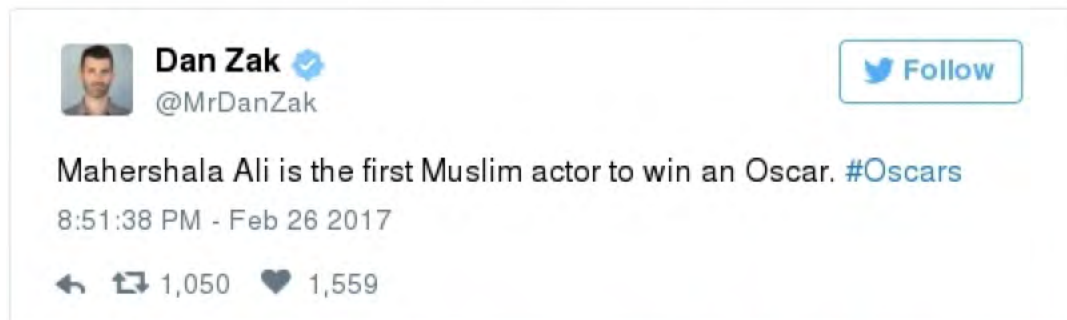 Dan Zak
@MrDanZak
Follow
Mahershala Ali is the first Muslim actor to win an Oscar. #Oscars
8:51:38 PM - Feb 26 2017
1,050 1,559